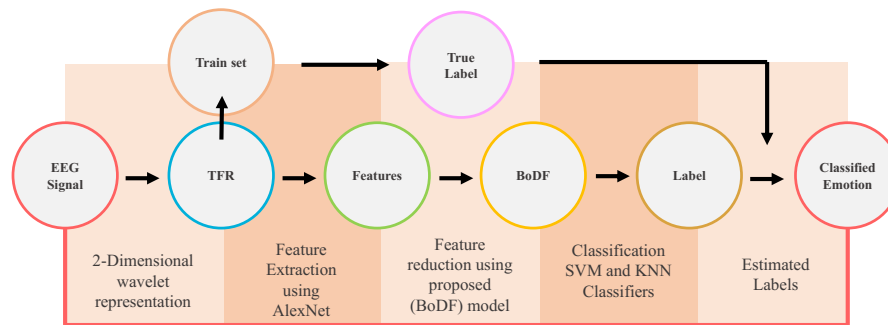 Train set
True
Label
EEG
Signal
TFR
Features
BoDF
Label
Classified
Emotion
2-Dimensional
wavelet
representation
Feature
Extraction
using
AlexNet
Feature
reduction using
proposed
(BoDF) model
Classification
SVM and KNN
Classifiers
Estimated
Labels